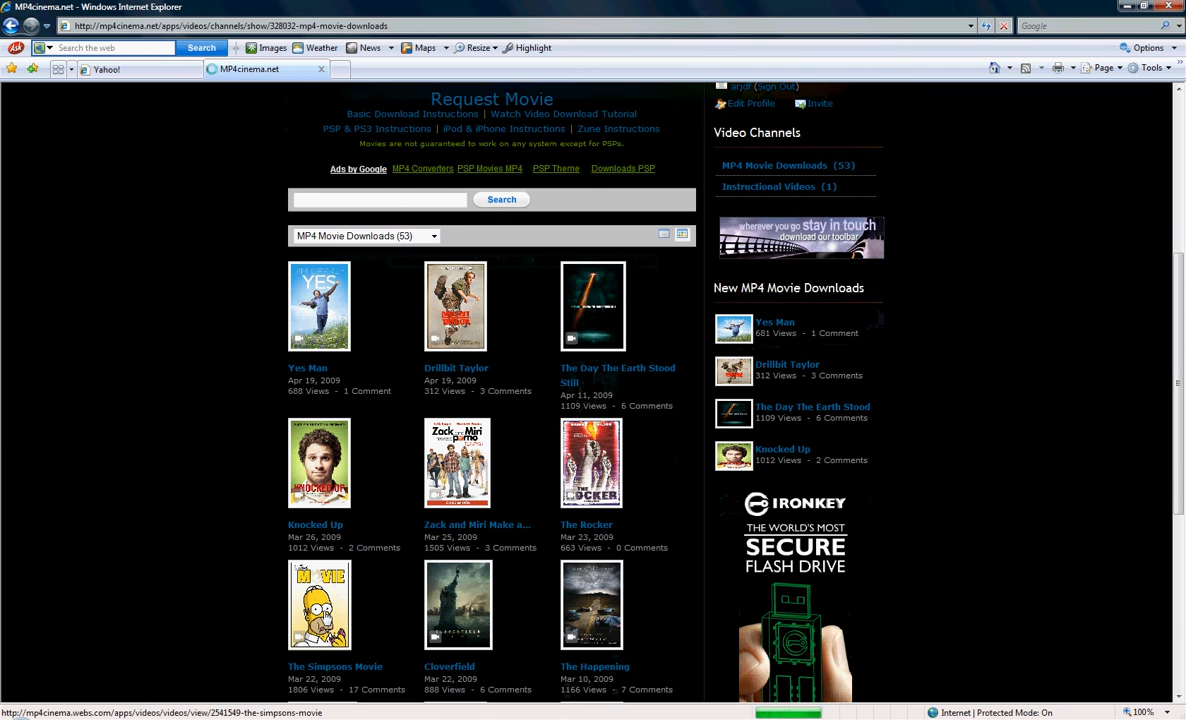 MP4cinema.net - Windows Internet Explorer
http://mp4cinema.net/apps/videos/channels/show/328032-mp4-movie-downloads
Google
Search the web
Search
Images
Weather
News
Maps
Resize
Highlight
Options
Yahoo!
MP4cinema.net
Page
Tools
Request Movie
Basic Download Instructions | Watch Video Download Tutorial
PSP & PS3 Instructions | iPod & iPhone Instructions | Zune Instructions
Movies are not guaranteed to work on any system except for PSPs.
Ads by Google MP4 Converters PSP Movies MP4 PSP Theme Downloads PSP
Search
MP4 Movie Downloads (53)
YES
Yes Man
Apr 19, 2009
688 Views - 1 Comment
Drillbit Taylor
Apr 19, 2009
312 Views - 3 Comments
The Day The Earth Stood
Still
Apr 11, 2009
1109 Views - 6 Comments
KNOCKED UP
Knocked Up
Mar 26, 2009
1012 Views - 2 Comments
Zack and Miri
Zack and Miri Make a...
Mar 25, 2009
1505 Views - 3 Comments
THE
ROCKER
The Rocker
Mar 23, 2009
663 Views - 0 Comments
MOVIE
The Simpsons Movie
Mar 22, 2009
1806 Views - 17 Comments
Cloverfield
Mar 22, 2009
888 Views - 6 Comments
The Happening
Mar 10, 2009
1166 Views - 7 Comments
arjdf (Sign Out)
Edit Profile
Invite
Video Channels
MP4 Movie Downloads (53)
Instructional Videos (1)
wherever you go stay in touch
download our toolbar
New MP4 Movie Downloads
Yes Man
681 Views - 1 Comment
Drillbit Taylor
312 Views - 3 Comments
The Day The Earth Stood
1109 Views - 6 Comments
Knocked Up
1012 Views - 2 Comments
IRONKEY
THE WORLD'S MOST
SECURE
FLASH DRIVE
http://mp4cinema.webs.com/apps/videos/videos/view/2541549-the-simpsons-movie
Internet | Protected Mode: On
100%